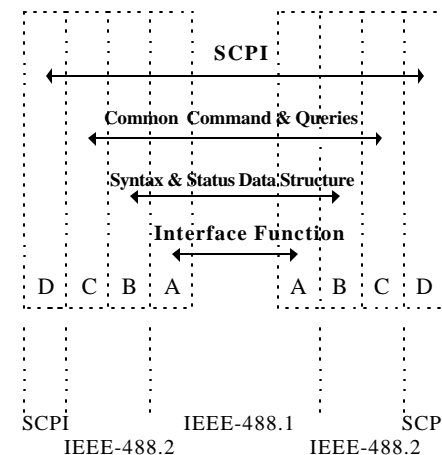 SCPI
Common Command & Queries
Syntax & Status Data Structure
Interface Function
D C B A A B C D
SCPI IEEE-488.1 SCP
IEEE-488.2 IEEE-488.2